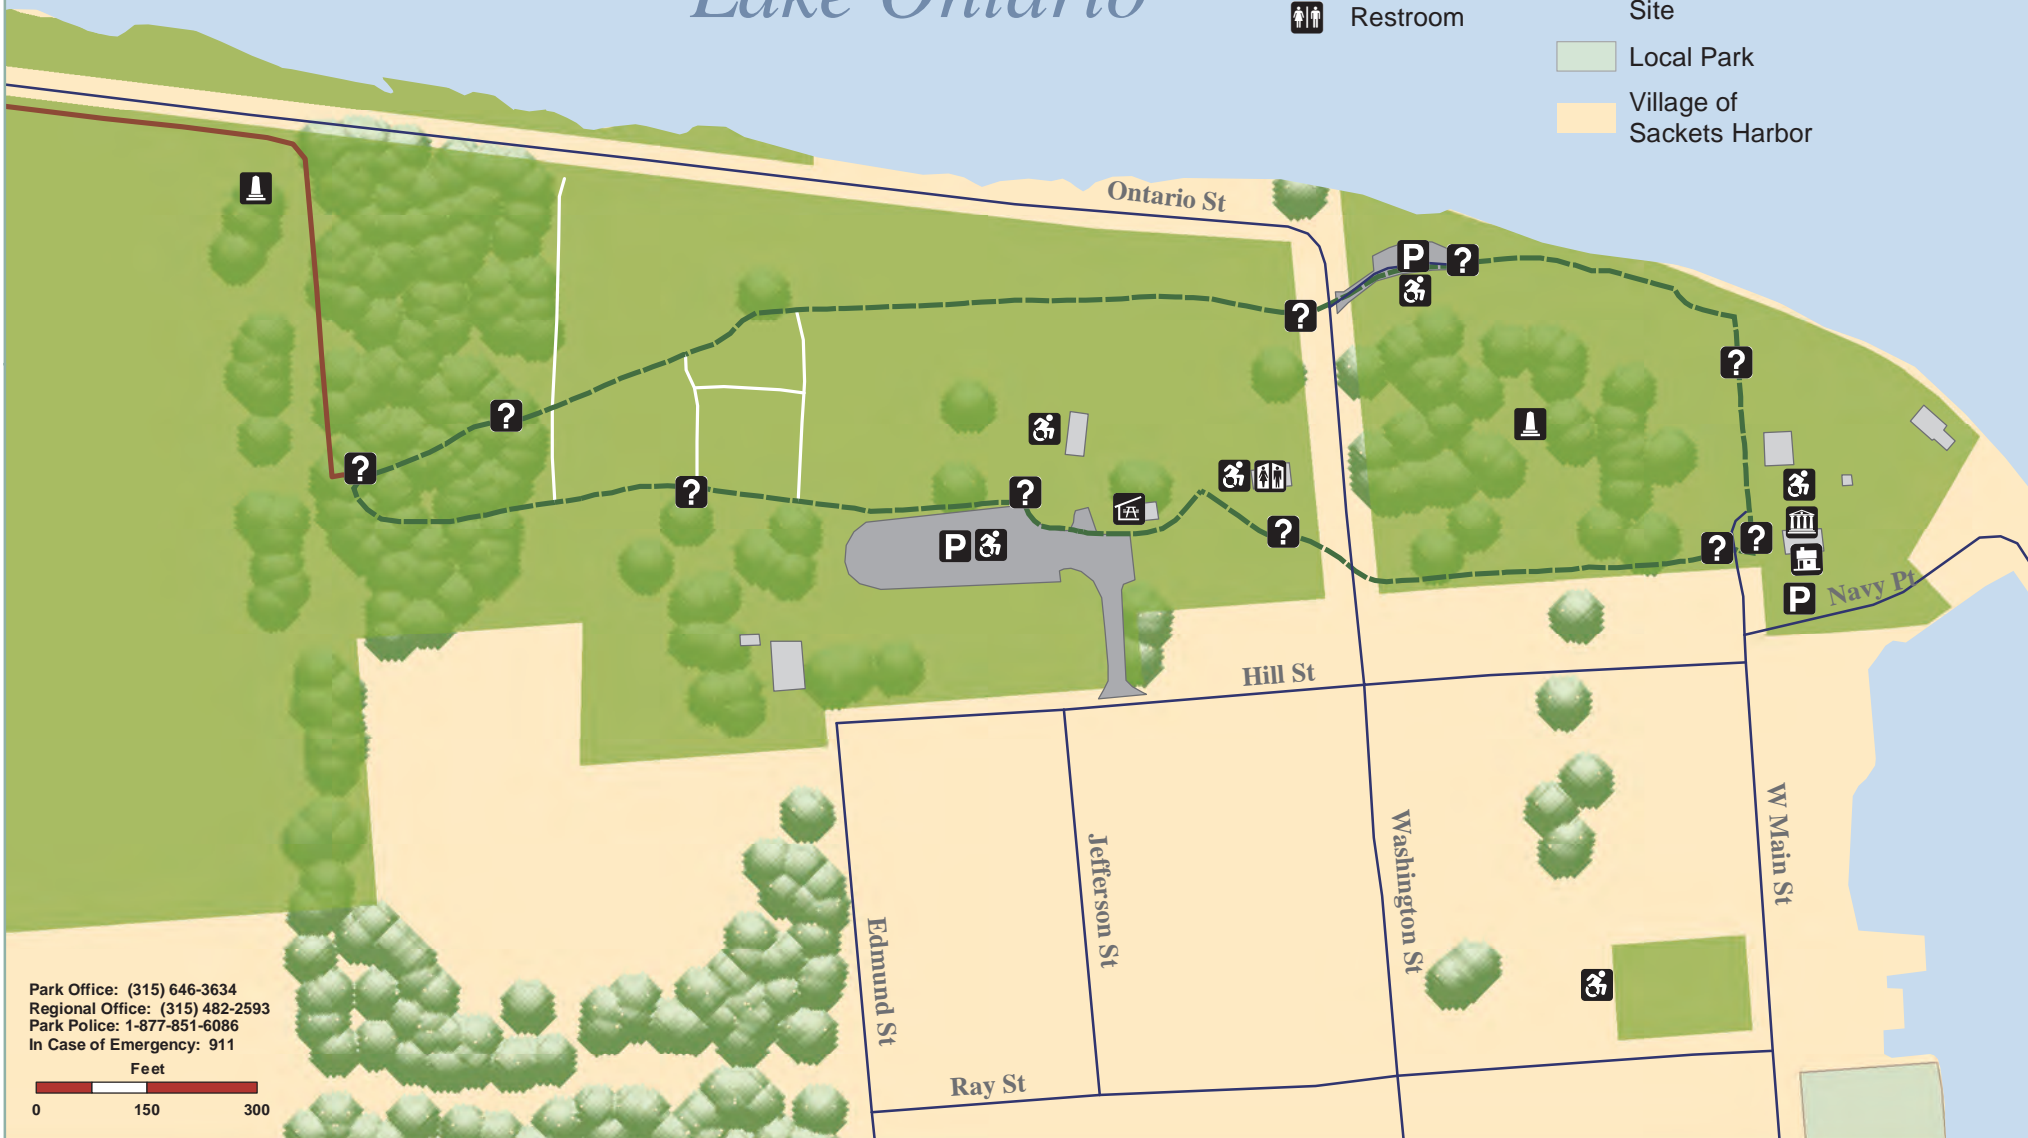 Lake Ontario
Restroom
Site
Local Park
Village of
Sackets Harbor
Ontario St
P
?
?
?
?
?
?
?
?
P
?
?
?
P
Navy Pt
Hill St
W Main St
Jefferson St
Washington St
Edmund St
Ray St
Park Office: (315) 646-3634
Regional Office: (315) 482-2593
Park Police: 1-877-851-6086
In Case of Emergency: 911
Feet
0 150 300